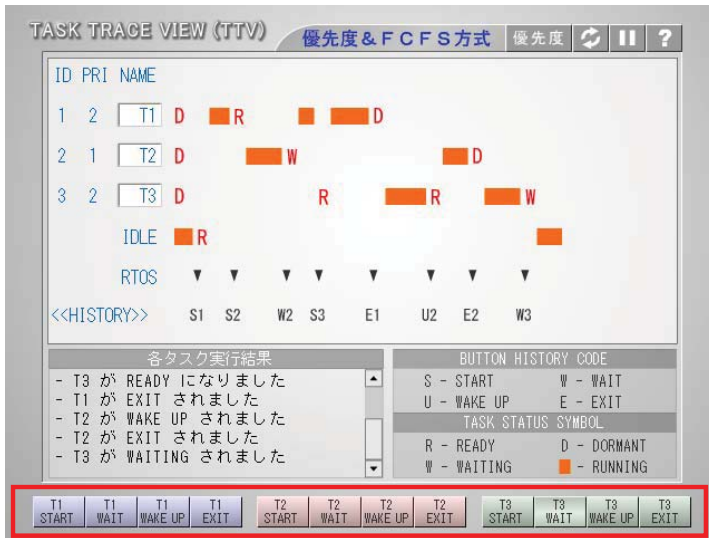 TASK TRACE VIEW (TTV) 優先度&FCFS方式 優先度 ?
ID PRI NAME
1 2 T1 D R D
2 1 T2 D W D
3 2 T3 D R R W
IDLE R
RTOS
<<HISTORY>> S1 S2 W2 S3 E1 U2 E2 W3
各タスク実行結果
- T3 が READY になりました
- T1 が EXIT されました
- T2 が WAKE UP されました
- T2 が EXIT されました
- T3 が WAITING されました
BUTTON HISTORY CODE
S - START W - WAIT
U - WAKE UP E - EXIT
TASK STATUS SYMBOL
R - READY D - DORMANT
W - WAITING - RUNNING
T1 START
T1 WAIT
T1 WAKE UP
T1 EXIT
T2 START
T2 WAIT
T2 WAKE UP
T2 EXIT
T3 START
T3 WAIT
T3 WAKE UP
T3 EXIT